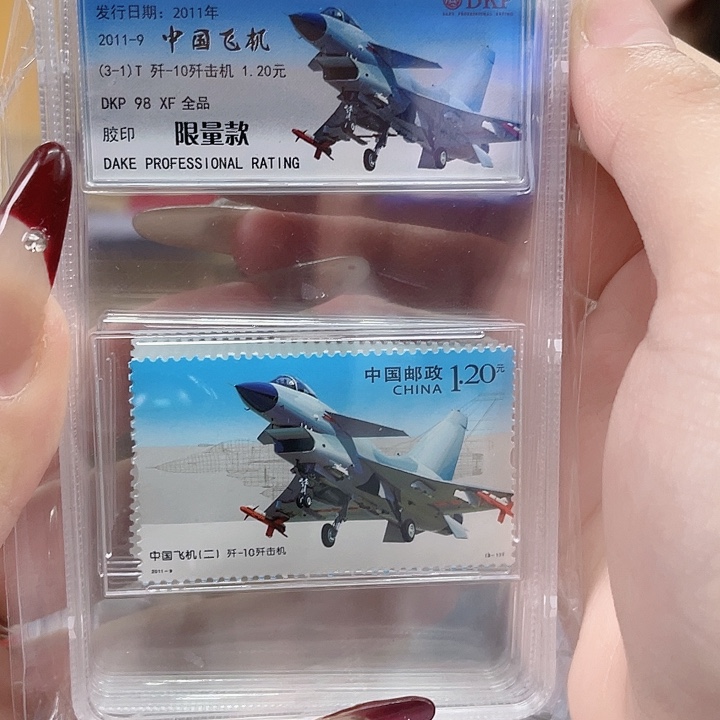 发行日期：2011年
DKP
2011-9 中国飞机
(3-1)T 歼-10歼击机 1.20元
DKP 98 XF 全品
胶印 限量款
DAKE PROFESSIONAL RATING
中国邮政 1.20元
CHINA
中国飞机(二) 歼-10歼击机
2011-9
(3-1)T